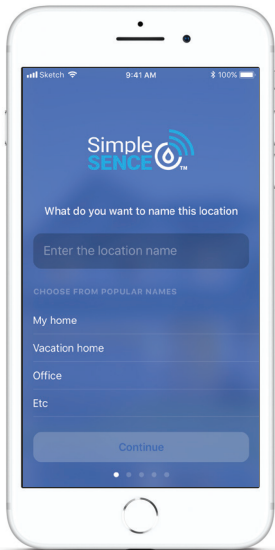 Sketch 9:41 AM 100%
Simple
SENCE TM
What do you want to name this location
Enter the location name
CHOOSE FROM POPULAR NAMES
My home
Vacation home
Office
Etc
Continue